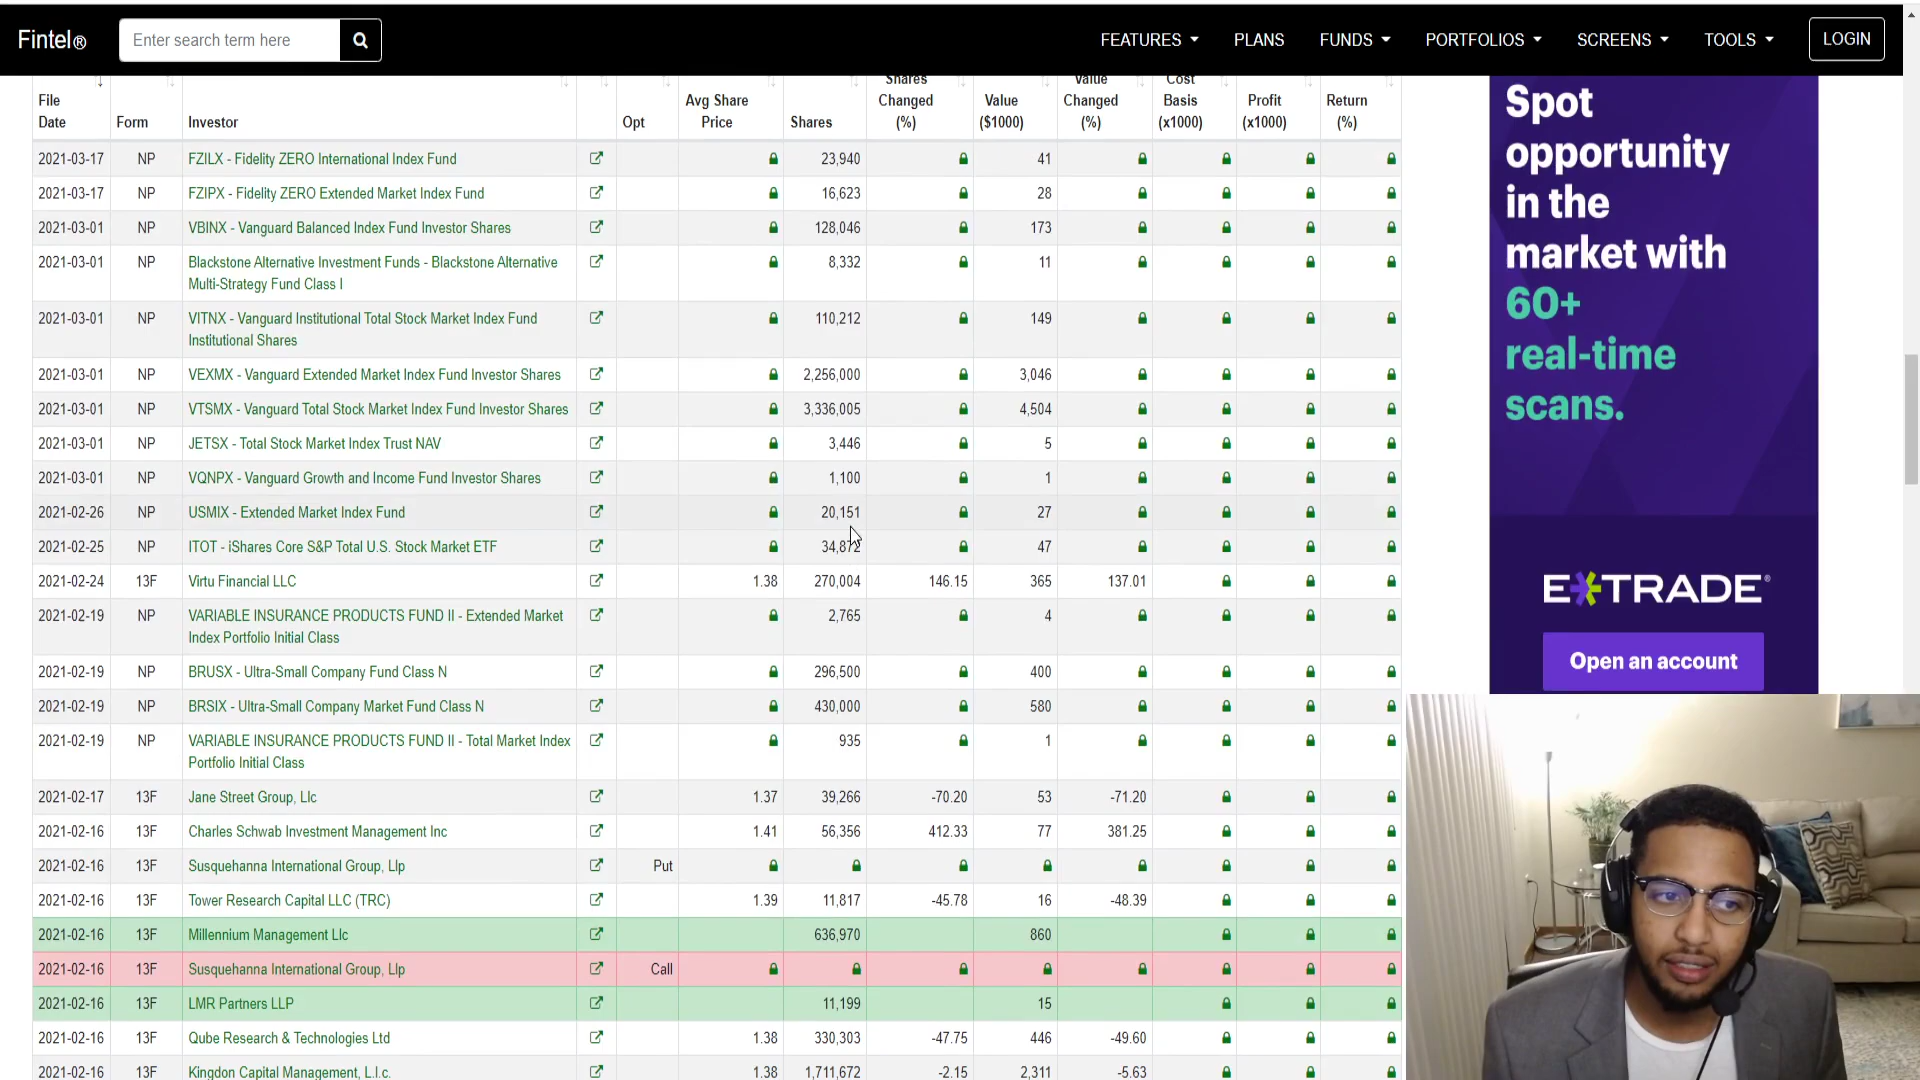 Fintel®
Enter search term here
FEATURES
PLANS
FUNDS
PORTFOLIOS
SCREENS
TOOLS
LOGIN
File Date Form Investor Opt Avg Share Price Shares Shares Changed (%) Value ($1000) Value Changed (%) Cost Basis (x1000) Profit (x1000) Return (%)
2021-03-17 NP FZILX - Fidelity ZERO International Index Fund 23,940 41
2021-03-17 NP FZIPX - Fidelity ZERO Extended Market Index Fund 16,623 28
2021-03-01 NP VBINX - Vanguard Balanced Index Fund Investor Shares 128,046 173
2021-03-01 NP Blackstone Alternative Investment Funds - Blackstone Alternative 8,332 11
Multi-Strategy Fund Class I
2021-03-01 NP VITNX - Vanguard Institutional Total Stock Market Index Fund 110,212 149
Institutional Shares
2021-03-01 NP VEXMX - Vanguard Extended Market Index Fund Investor Shares 2,256,000 3,046
2021-03-01 NP VTSMX - Vanguard Total Stock Market Index Fund Investor Shares 3,336,005 4,504
2021-03-01 NP JETSX - Total Stock Market Index Trust NAV 3,446 5
2021-03-01 NP VQNPX - Vanguard Growth and Income Fund Investor Shares 1,100 1
2021-02-26 NP USMIX - Extended Market Index Fund 20,151 27
2021-02-25 NP ITOT - iShares Core S&P Total U.S. Stock Market ETF 34,872 47
2021-02-24 13F Virtu Financial LLC 1.38 270,004 146.15 365 137.01
2021-02-19 NP VARIABLE INSURANCE PRODUCTS FUND II - Extended Market 2,765 4
Index Portfolio Initial Class
2021-02-19 NP BRUSX - Ultra-Small Company Fund Class N 296,500 400
2021-02-19 NP BRSIX - Ultra-Small Company Market Fund Class N 430,000 580
2021-02-19 NP VARIABLE INSURANCE PRODUCTS FUND II - Total Market Index 935 1
Portfolio Initial Class
2021-02-17 13F Jane Street Group, Llc 1.37 39,266 -70.20 53 -71.20
2021-02-16 13F Charles Schwab Investment Management Inc 1.41 56,356 412.33 77 381.25
2021-02-16 13F Susquehanna International Group, Llp Put
2021-02-16 13F Tower Research Capital LLC (TRC) 1.39 11,817 -45.78 16 -48.39
2021-02-16 13F Millennium Management Llc 636,970 860
2021-02-16 13F Susquehanna International Group, Llp Call
2021-02-16 13F LMR Partners LLP 11,199 15
2021-02-16 13F Qube Research & Technologies Ltd 1.38 330,303 -47.75 446 -49.60
2021-02-16 13F Kingdon Capital Management, L.l.c. 1.38 1,711,672 -2.15 2,311 -5.63
Spot
opportunity
in the
market with
60+
real-time
scans.
E*TRADE®
Open an account